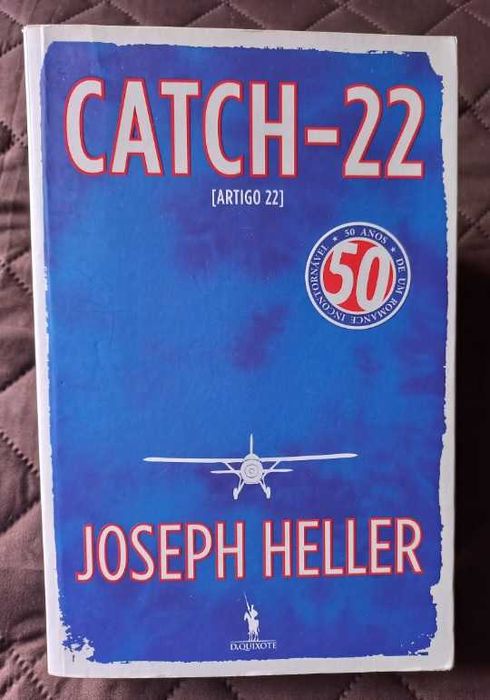 CATCH-22
[ARTIGO 22]
50 ANOS ★ DE UM ROMANCE INCONTORNÁVEL ★
50
JOSEPH HELLER
D.QUIXOTE